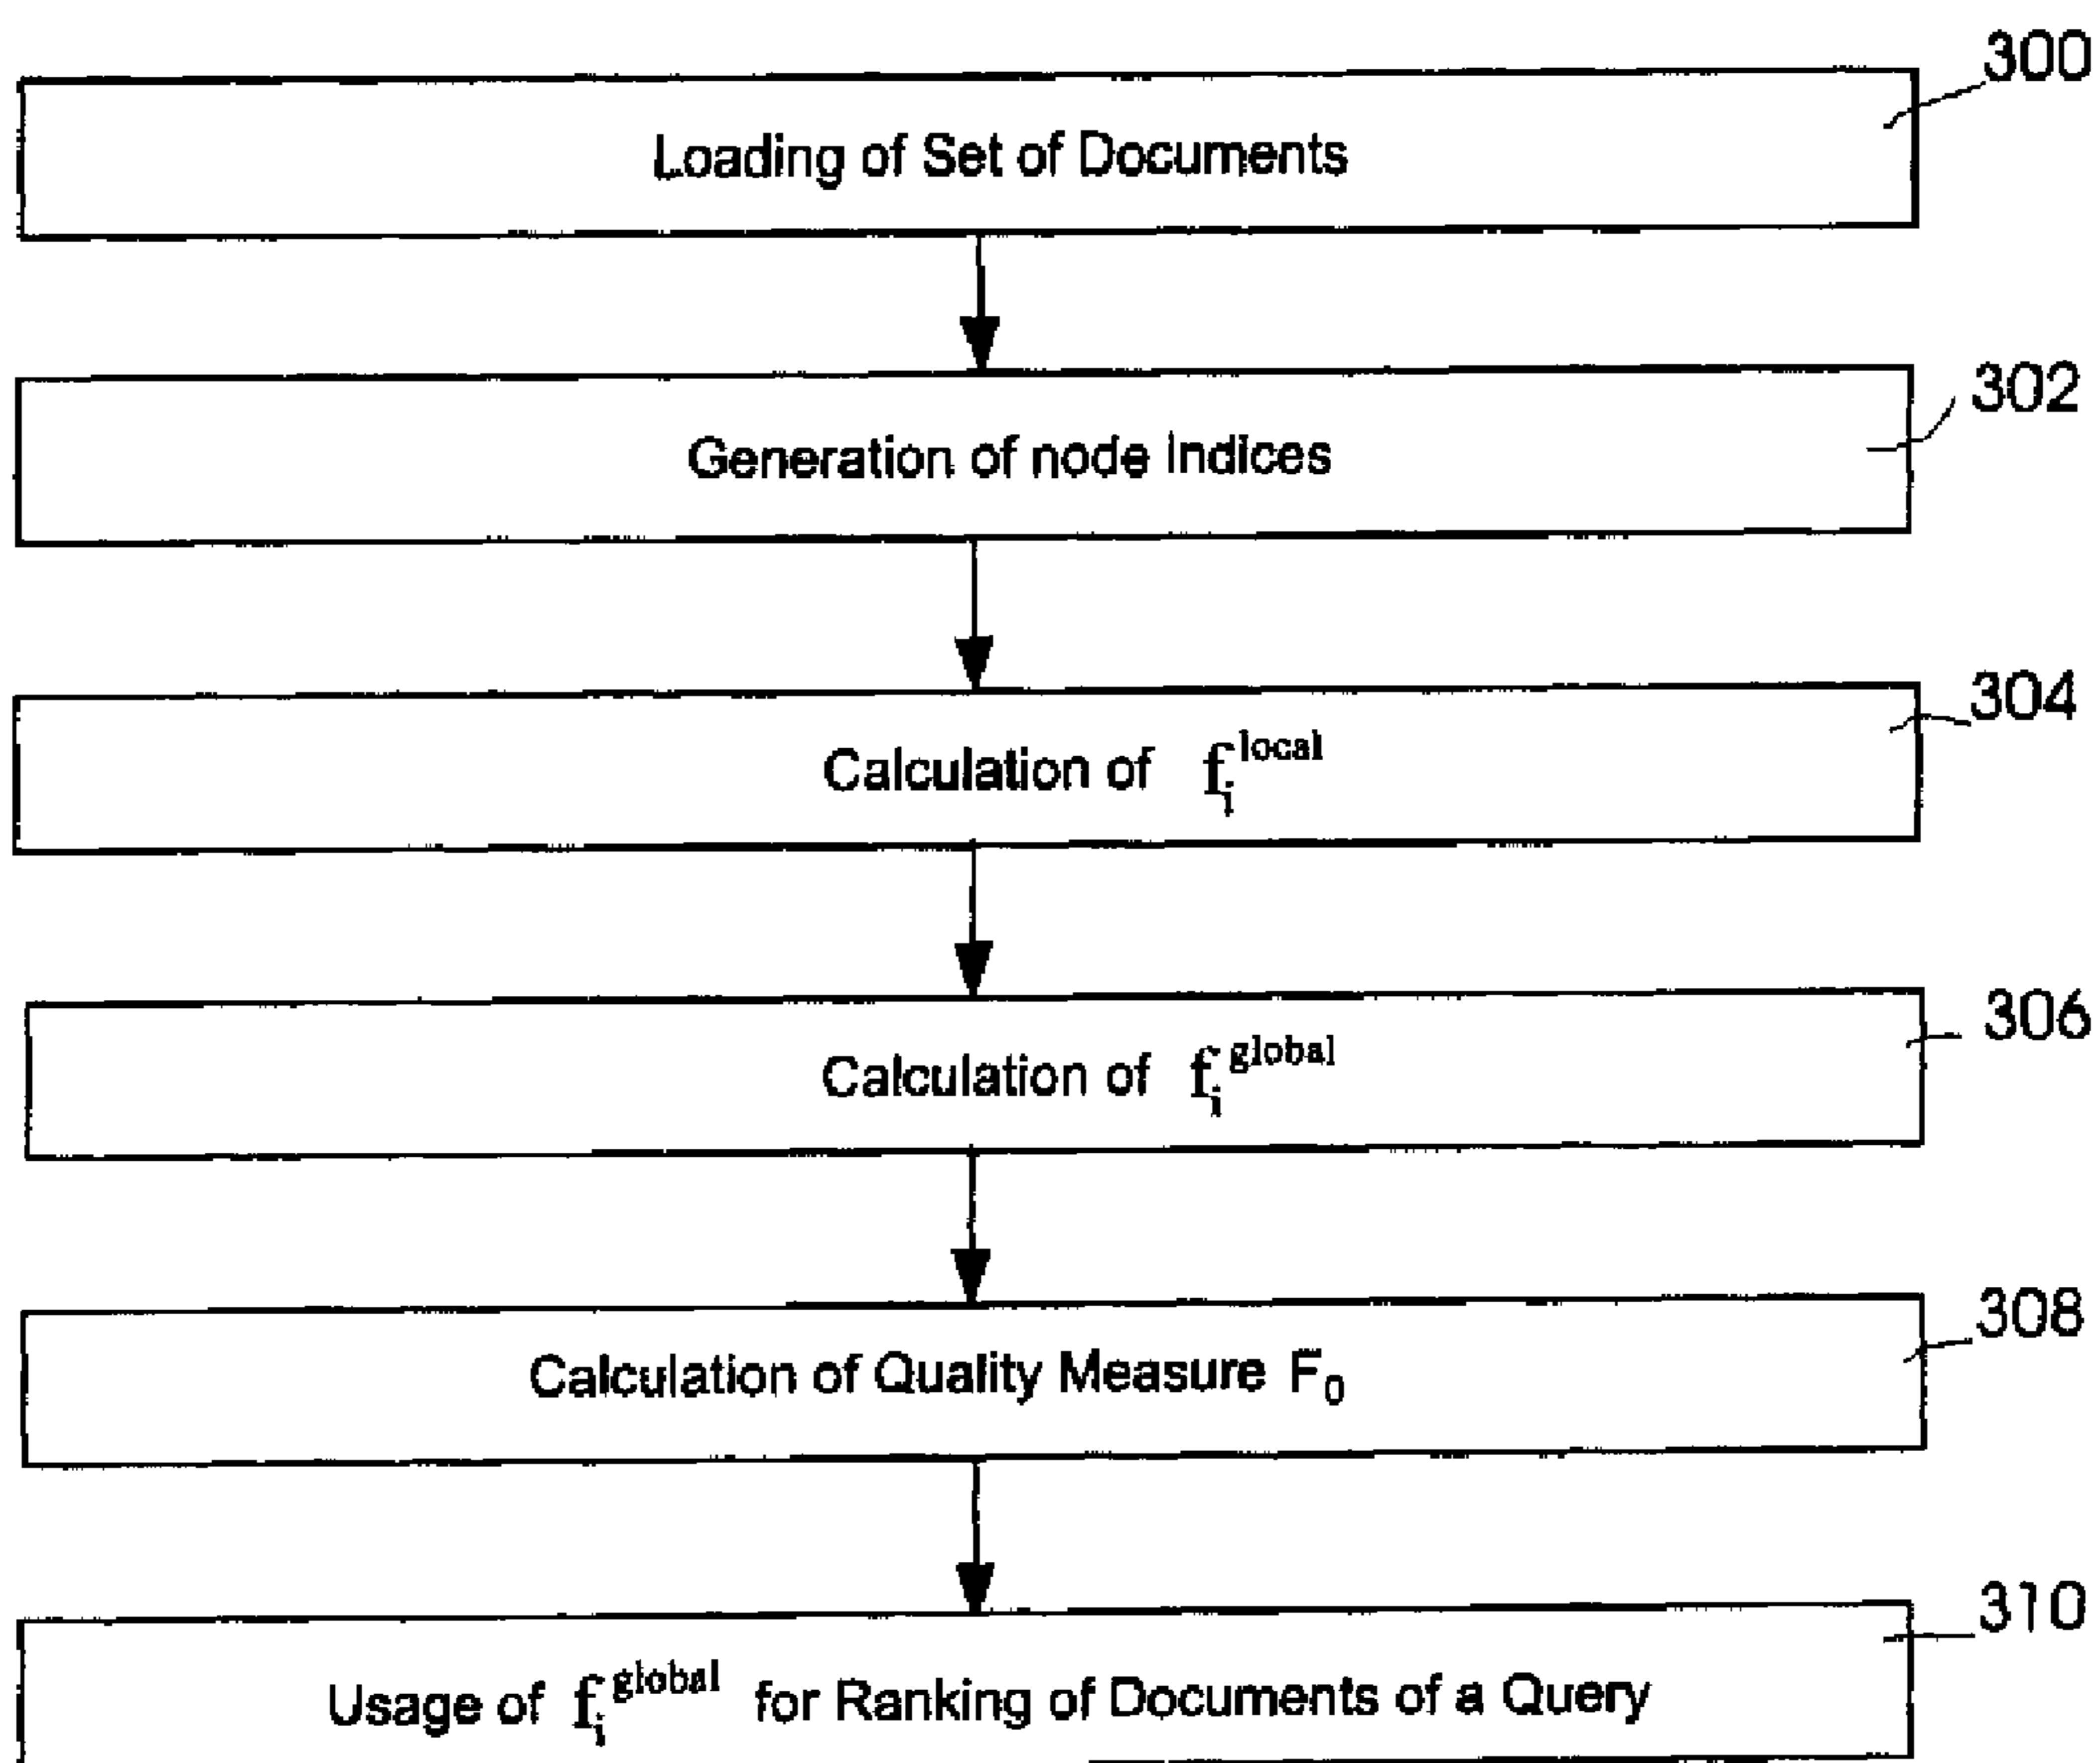 300
Loading of Set of Documents
302
Generation of node Indices
304
Calculation of f_i^local
306
Calculation of f_i^global
308
Calculation of Quality Measure F₀
310
Usage of f_i^global for Ranking of Documents of a Query